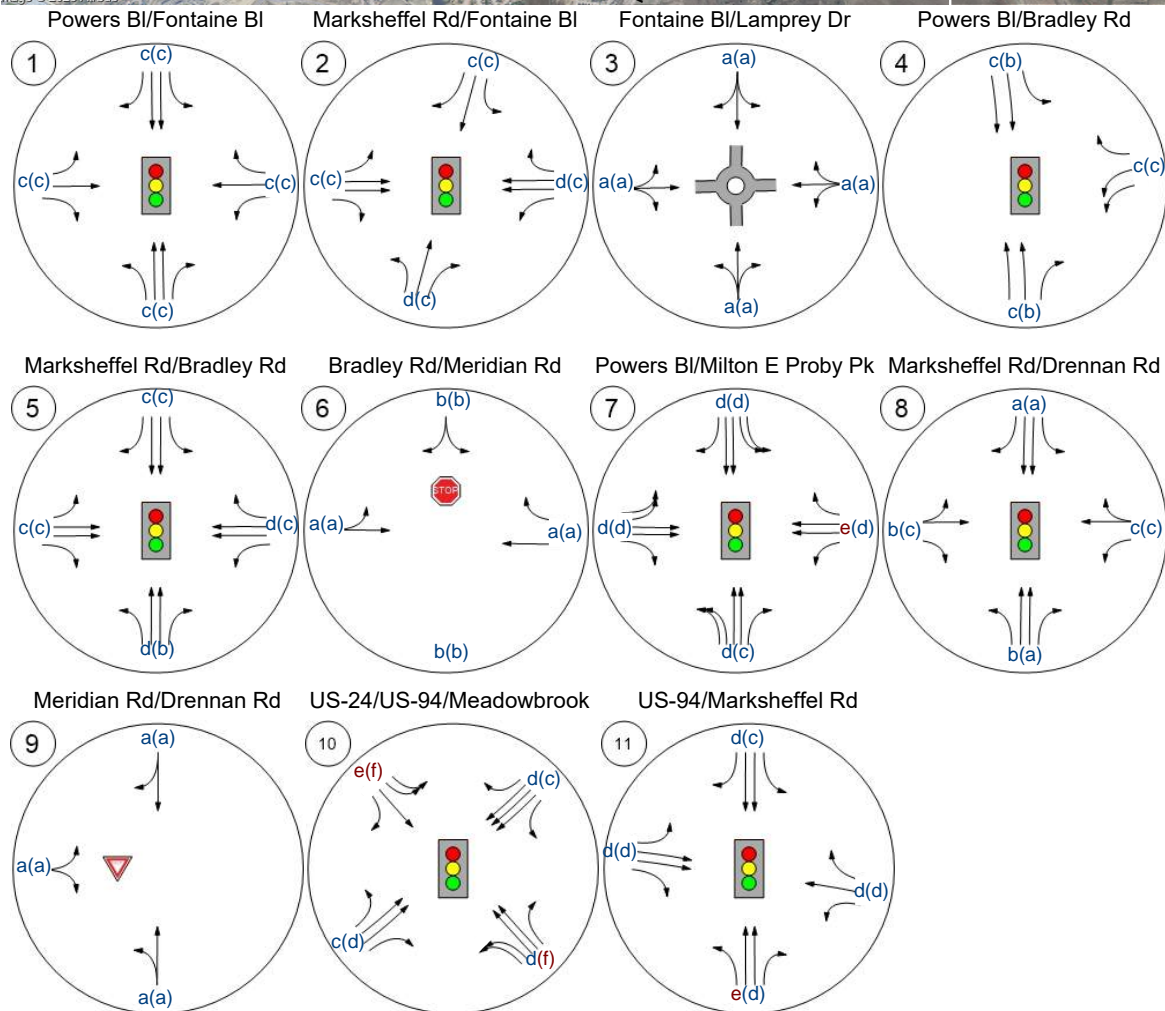 Powers Bl/Fontaine Bl
Marksheffel Rd/Fontaine Bl
Fontaine Bl/Lamprey Dr
Powers Bl/Bradley Rd
1
c(c)
c(c)
c(c)
c(c)
2
c(c)
c(c)
d(c)
d(c)
3
a(a)
a(a)
a(a)
a(a)
4
c(b)
c(c)
c(b)
Marksheffel Rd/Bradley Rd
Bradley Rd/Meridian Rd
Powers Bl/Milton E Proby Pk
Marksheffel Rd/Drennan Rd
5
c(c)
c(c)
d(c)
d(b)
6
b(b)
STOP
a(a)
a(a)
b(b)
7
d(d)
d(d)
e(d)
d(c)
8
a(a)
b(c)
c(c)
b(a)
Meridian Rd/Drennan Rd
US-24/US-94/Meadowbrook
US-94/Marksheffel Rd
9
a(a)
a(a)
a(a)
10
e(f)
d(c)
c(d)
d(f)
11
d(c)
d(d)
d(d)
e(d)